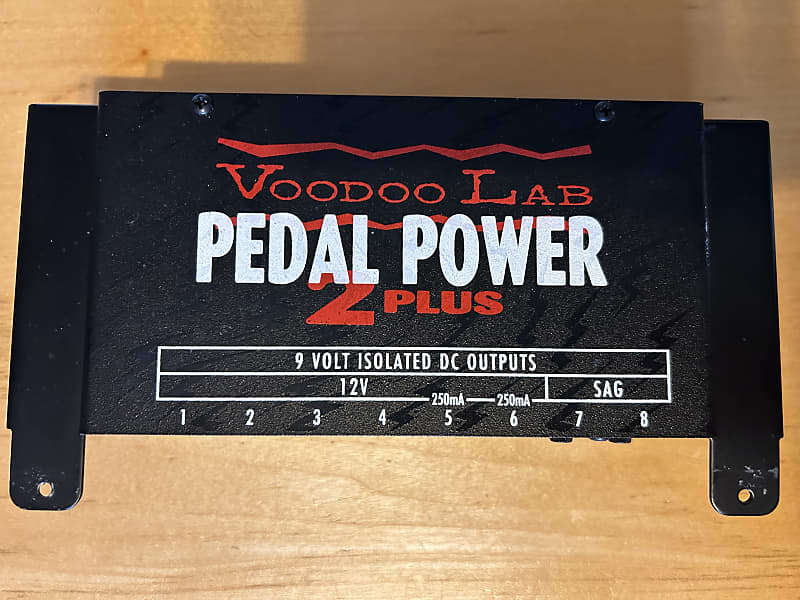 VOODOO LAB
PEDAL POWER
2 PLUS
9 VOLT ISOLATED DC OUTPUTS
12V SAG
250mA 250mA
1 2 3 4 5 6 7 8